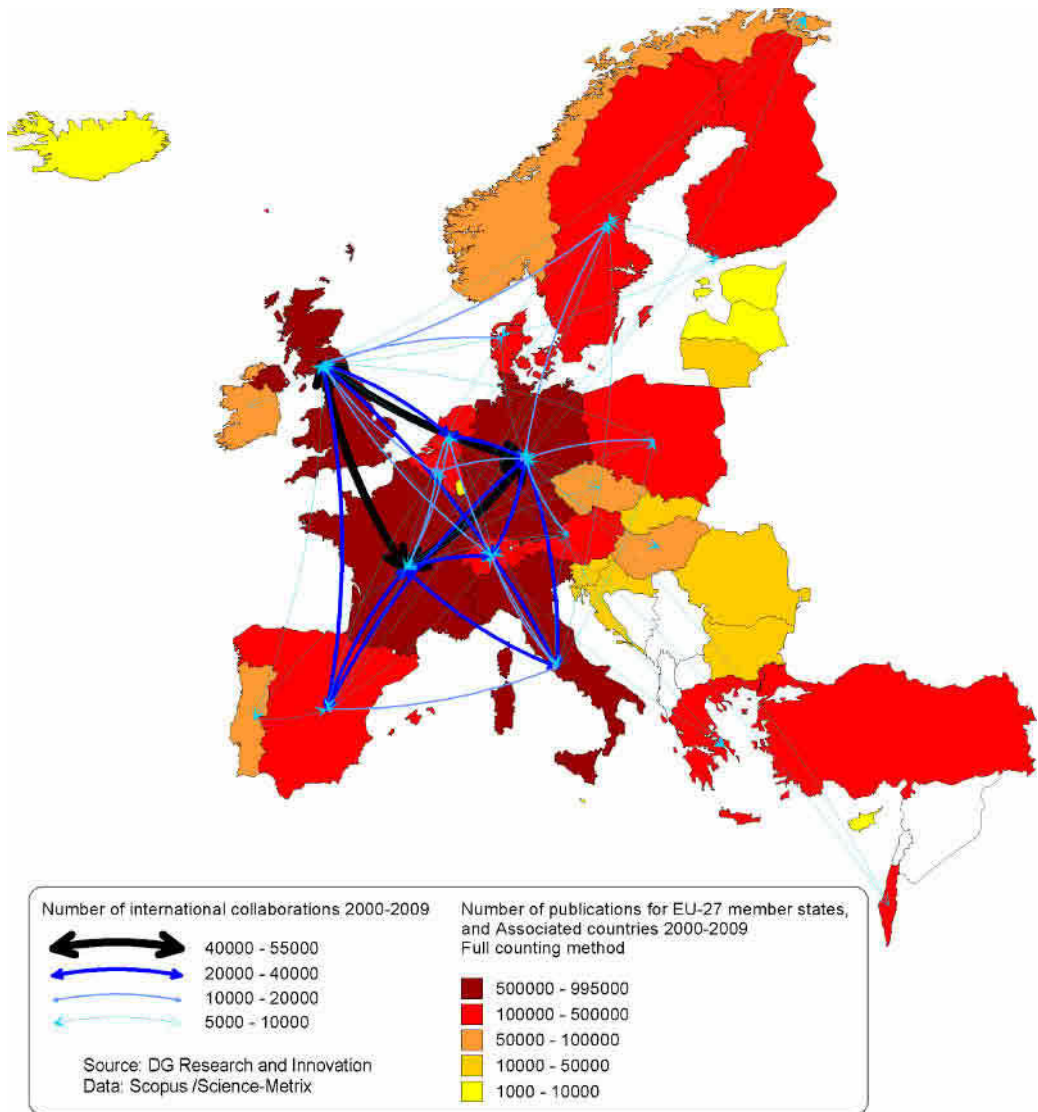 Number of international collaborations 2000-2009
40000 - 55000
20000 - 40000
10000 - 20000
5000 - 10000
Source: DG Research and Innovation
Data: Scopus /Science-Metrix
Number of publications for EU-27 member states,
and Associated countries 2000-2009
Full counting method
500000 - 995000
100000 - 500000
50000 - 100000
10000 - 50000
1000 - 10000